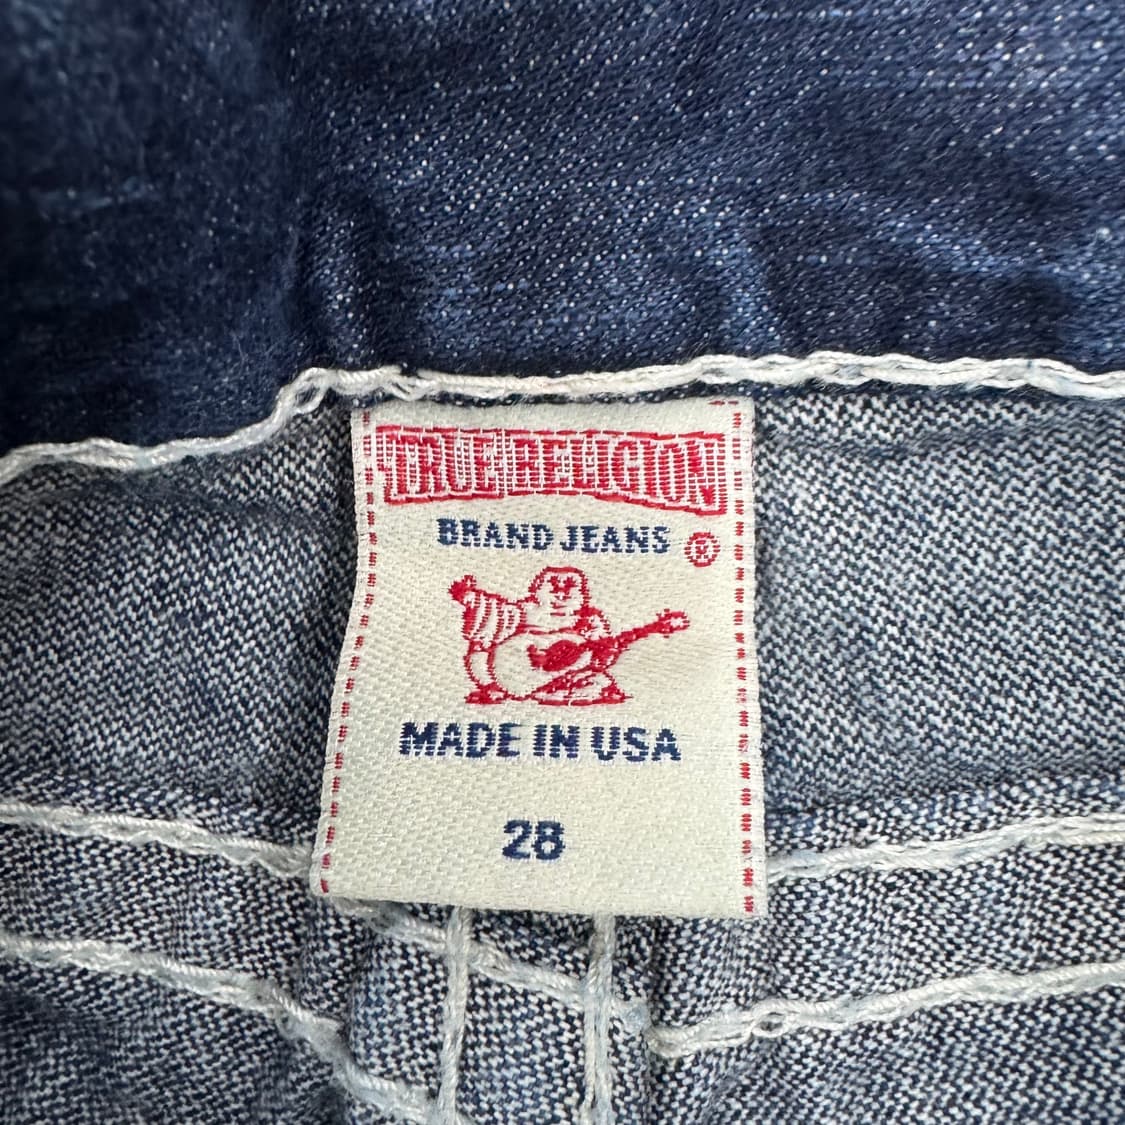 TRUE RELIGION
BRAND JEANS ®
MADE IN USA
28